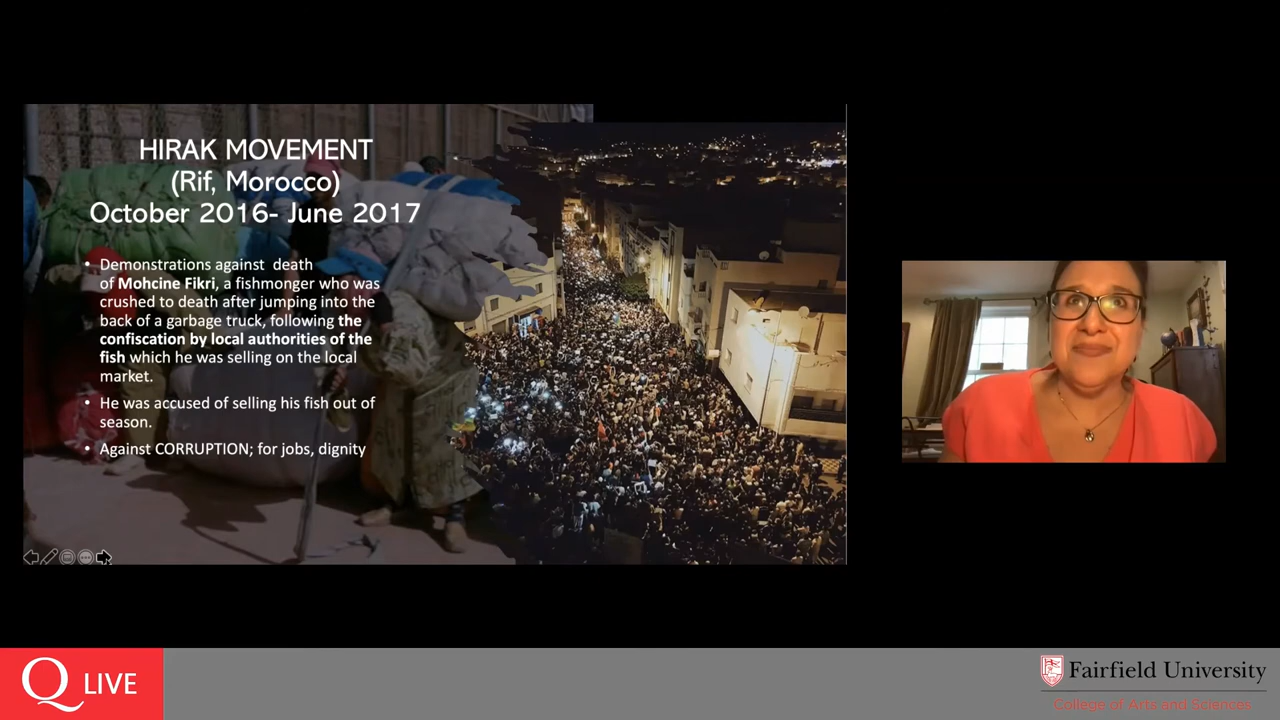 HIRAK MOVEMENT
(Rif, Morocco)
October 2016- June 2017
• Demonstrations against  death
of Mohcine Fikri, a fishmonger who was
crushed to death after jumping into the
back of a garbage truck, following the
confiscation by local authorities of the
fish which he was selling on the local
market.
• He was accused of selling his fish out of
season.
• Against CORRUPTION; for jobs, dignity
Q LIVE
Fairfield University
College of Arts and Sciences